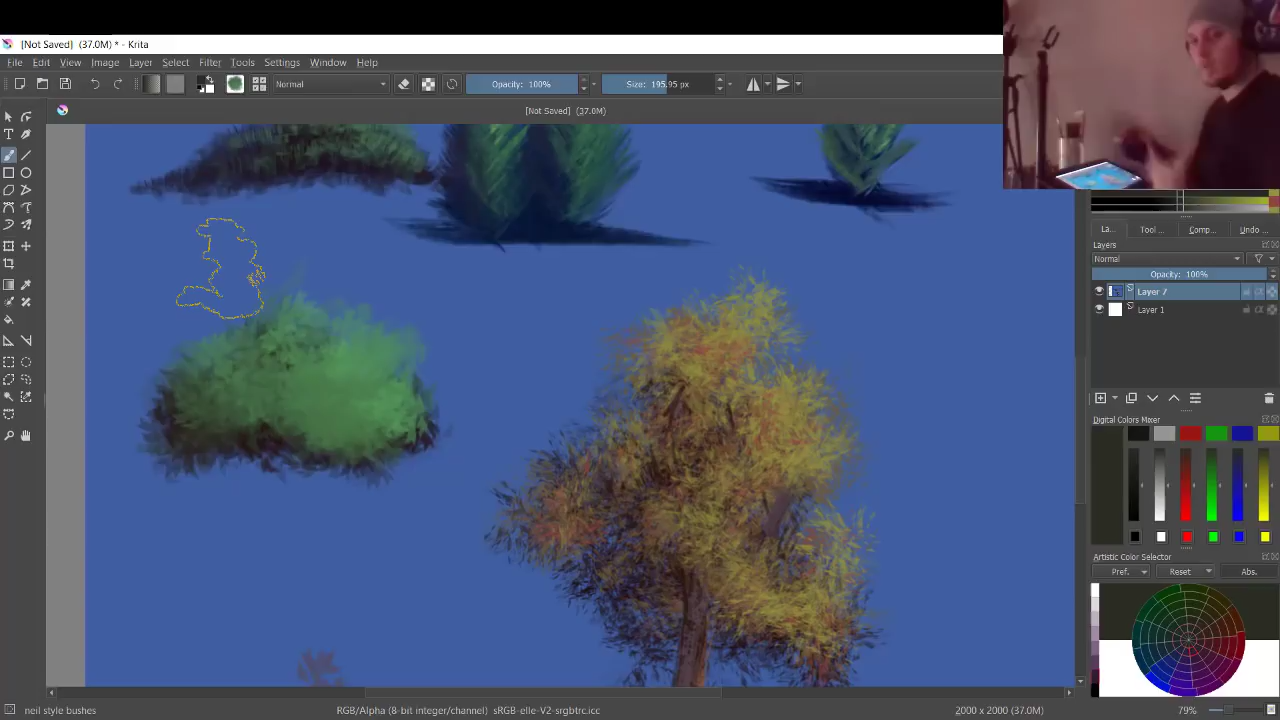 [Not Saved] (37.0M) * - Krita
File Edit View Image Layer Select Filter Tools Settings Window Help
Normal Opacity: 100% Size: 195.95 px
[Not Saved] (37.0M)
La... Tool ... Comp... Undo ...
Layers
Normal
Opacity: 100%
Layer 7
Layer 1
Digital Colors Mixer
Artistic Color Selector
Pref. Reset Abs.
neil style bushes RGB/Alpha (8-bit integer/channel) sRGB-elle-V2-srgbtrc.icc 2000 x 2000 (37.0M) 79%